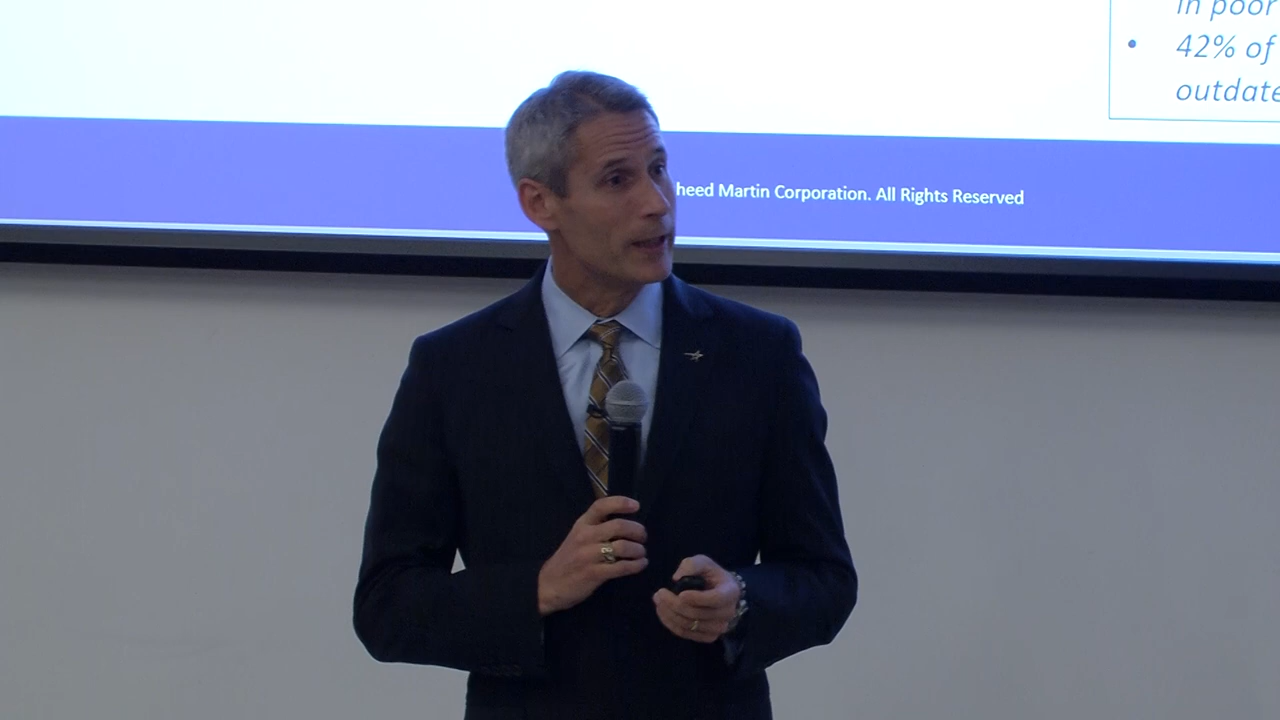 in poor
• 42% of
outdate
heed Martin Corporation. All Rights Reserved